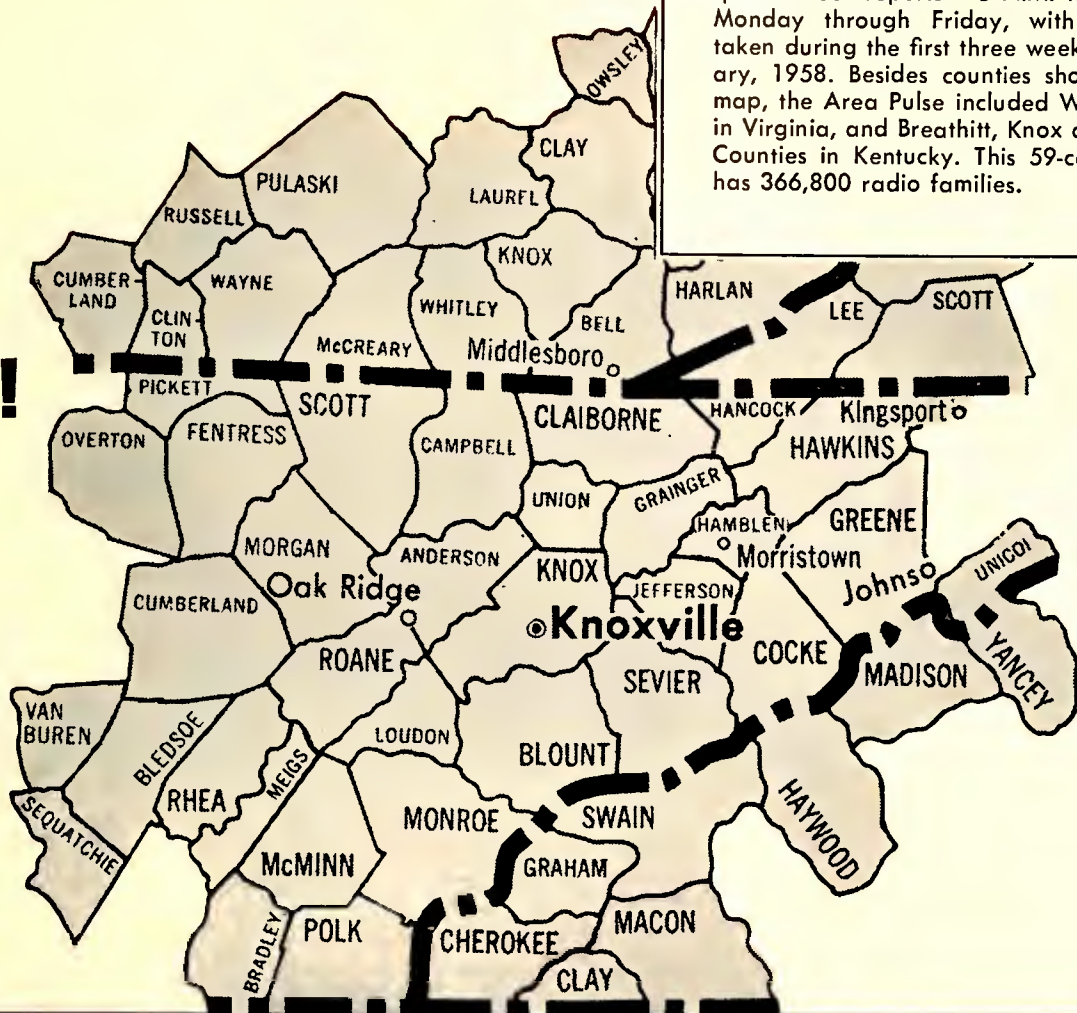 Monday through Friday, with
taken during the first three week
ary, 1958. Besides counties sho
map, the Area Pulse included W
in Virginia, and Breathitt, Knox
Counties in Kentucky. This 59-c
has 366,800 radio families.
OWSLEY
CLAY
PULASKI
LAUREL
RUSSELL
KNOX
CUMBER-
LAND
WAYNE
HARLAN
LEE
SCOTT
CLIN-
TON
WHITLEY
BELL
McCREARY
Middlesboro
!
PICKETT
SCOTT
CLAIBORNE
HANCOCK
Kingsport
OVERTON
FENTRESS
CAMPBELL
HAWKINS
UNION
GRAINGER
HAMBLEN
GREENE
MORGAN
ANDERSON
KNOX
Morristown
UNICOI
CUMBERLAND
Oak Ridge
JEFFERSON
Johnso
Knoxville
YANCEY
ROANE
SEVIER
COCKE
MADISON
VAN
BUREN
BLEDSOE
LOUDON
BLOUNT
MEIGS
RHEA
HAYWOOD
SEQUATCHIE
MONROE
SWAIN
McMINN
GRAHAM
BRADLEY
POLK
CHEROKEE
MACON
CLAY